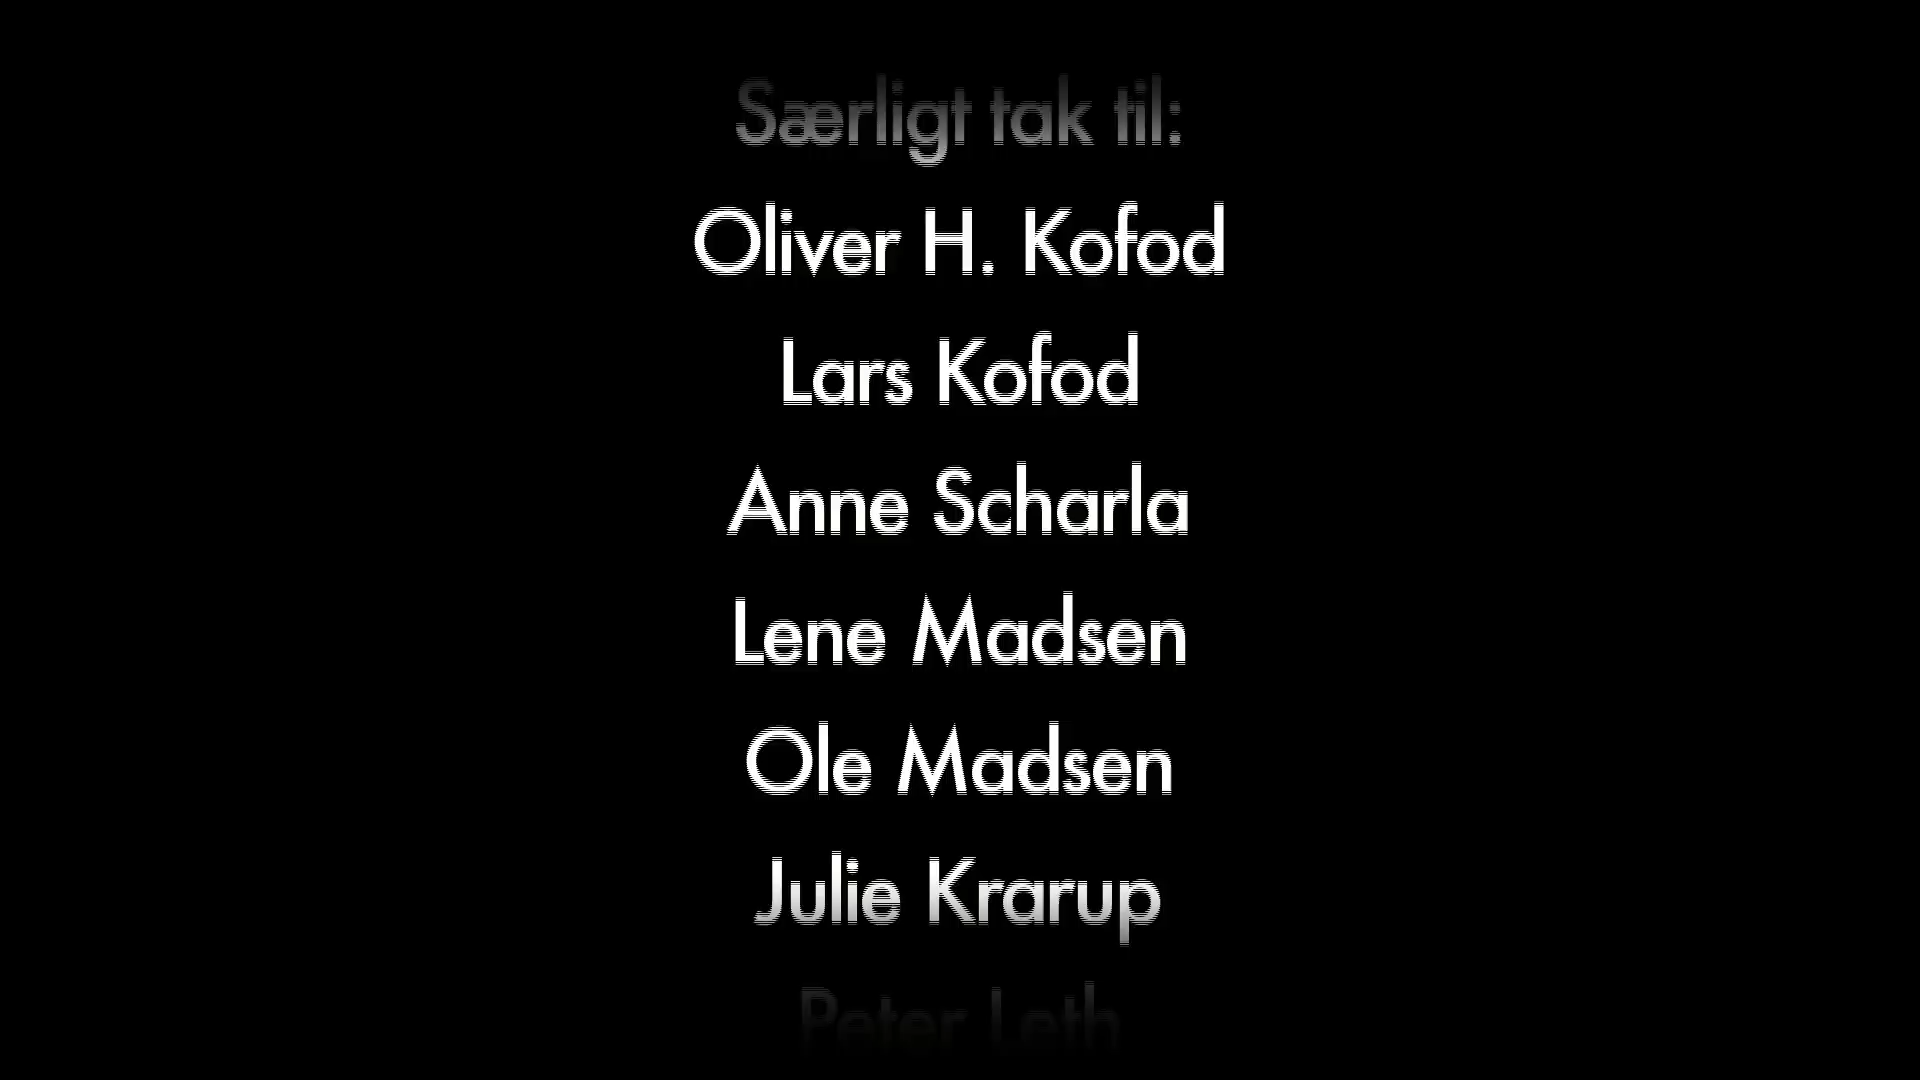 Særligt tak til:
Oliver H. Kofod
Lars Kofod
Anne Scharla
Lene Madsen
Ole Madsen
Julie Krarup
Peter Leth